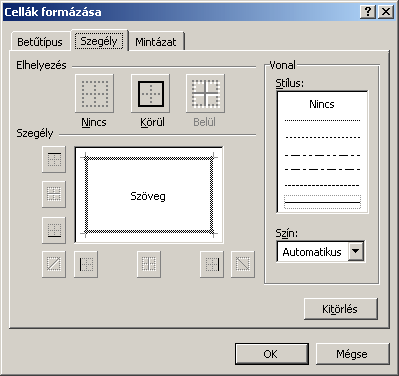 Cellák formázása
Betűtípus Szegély Mintázat
Elhelyezés
Nincs Körül Belül
Szegély
Szöveg
Vonal
Stílus:
Nincs
Szín:
Automatikus
Kitörlés
OK Mégse